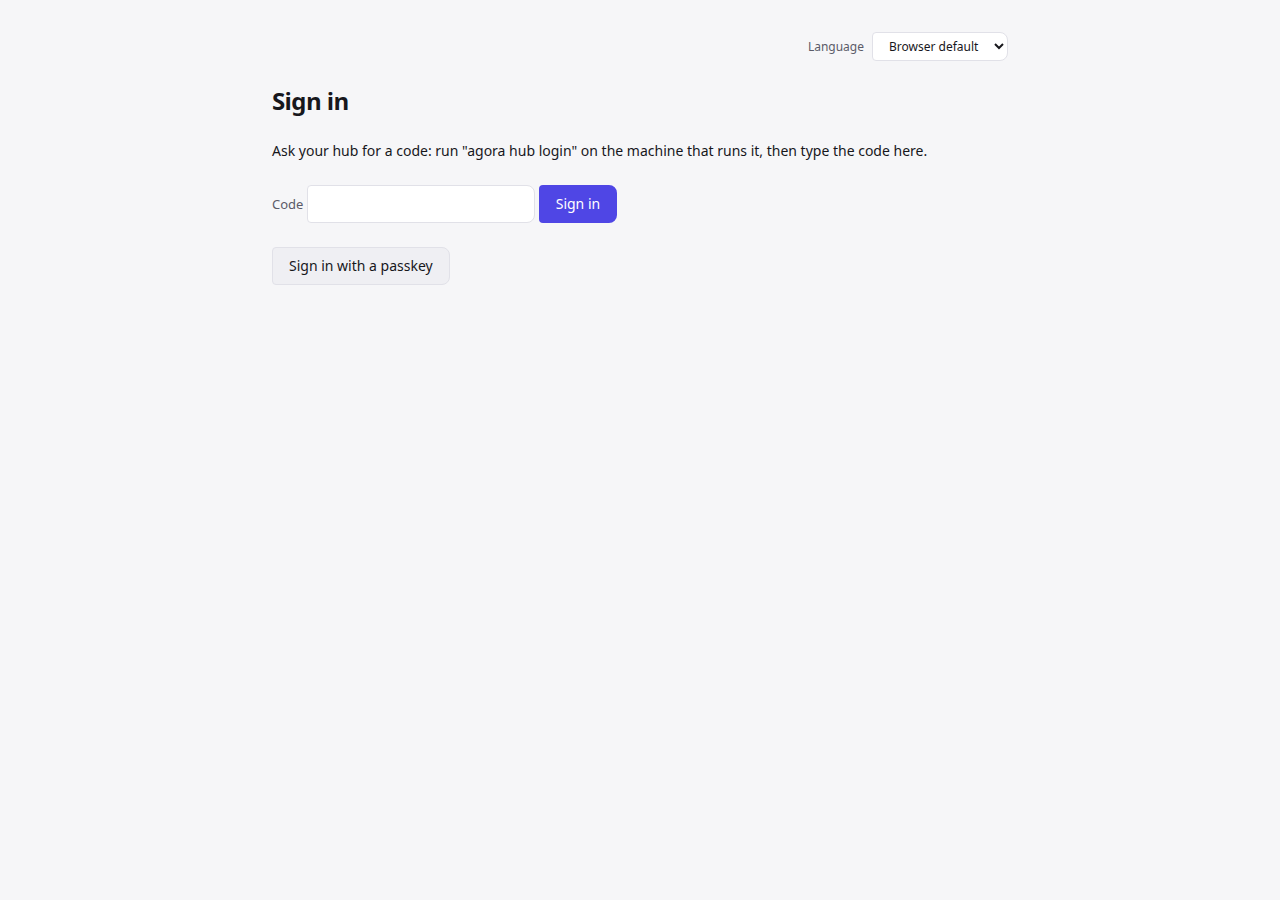 Language Browser default
Sign in
Ask your hub for a code: run "agora hub login" on the machine that runs it, then type the code here.
Code Sign in
Sign in with a passkey